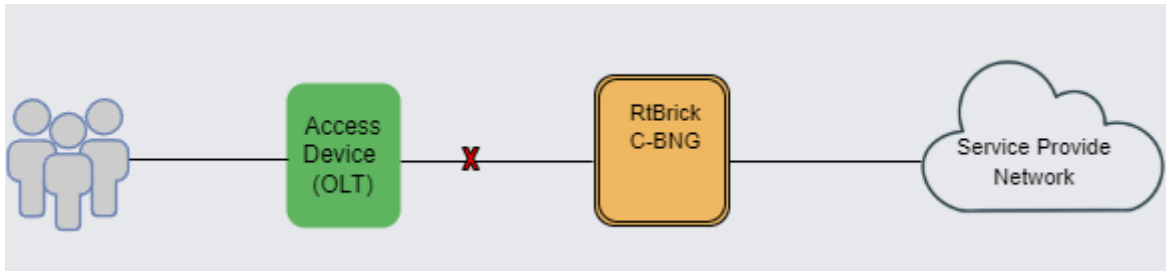 Access
Device
(OLT)
X
RtBrick
C-BNG
Service Provide
Network